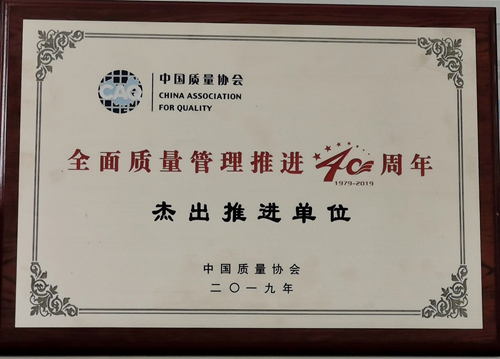 CAQ
中国质量协会
CHINA ASSOCIATION
FOR QUALITY
全面质量管理推进40周年
1979-2019
杰出推进单位
中国质量协会
二〇一九年